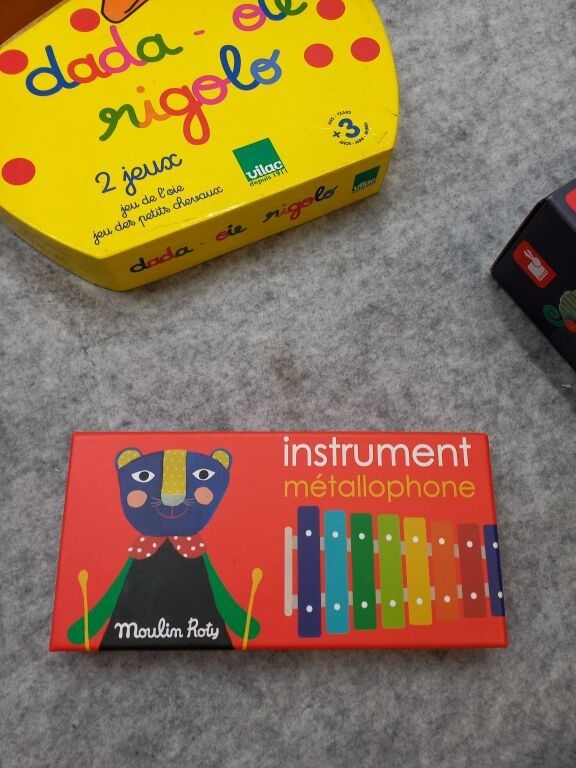 dada - oie
rigolo
2 jeux
jeu de l'oie
jeu des petits chevaux
vilac
depuis 1911
+3
dada - oie rigolo
vilac
instrument
métallophone
Moulin Roty